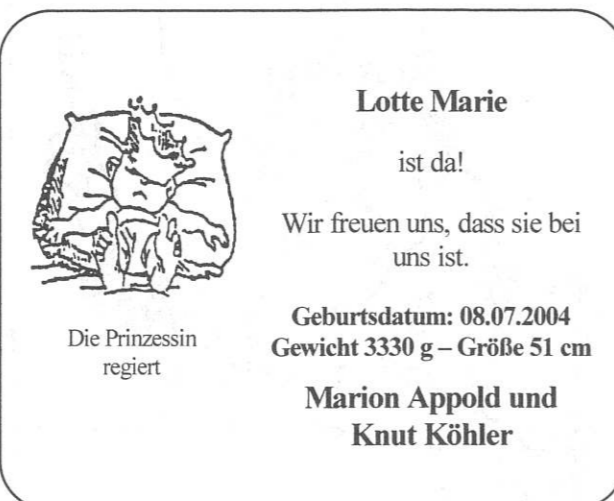 Lotte Marie
ist da!
Wir freuen uns, dass sie bei
uns ist.
Geburtsdatum: 08.07.2004
Gewicht 3330 g – Größe 51 cm
Marion Appold und
Knut Köhler
Die Prinzessin
regiert